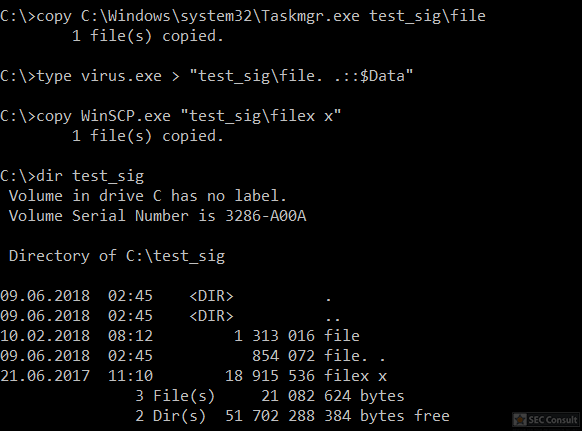 C:\>copy C:\Windows\system32\Taskmgr.exe test_sig\file
1 file(s) copied.
C:\>type virus.exe > "test_sig\file. .::$Data"
C:\>copy WinSCP.exe "test_sig\filex x"
1 file(s) copied.
C:\>dir test_sig
Volume in drive C has no label.
Volume Serial Number is 3286-A00A
Directory of C:\test_sig
09.06.2018 02:45 <DIR> .
09.06.2018 02:45 <DIR> ..
10.02.2018 08:12 1 313 016 file
09.06.2018 02:45 854 072 file. .
21.06.2017 11:10 18 915 536 filex x
3 File(s) 21 082 624 bytes
2 Dir(s) 51 702 288 384 bytes free
SEC Consult